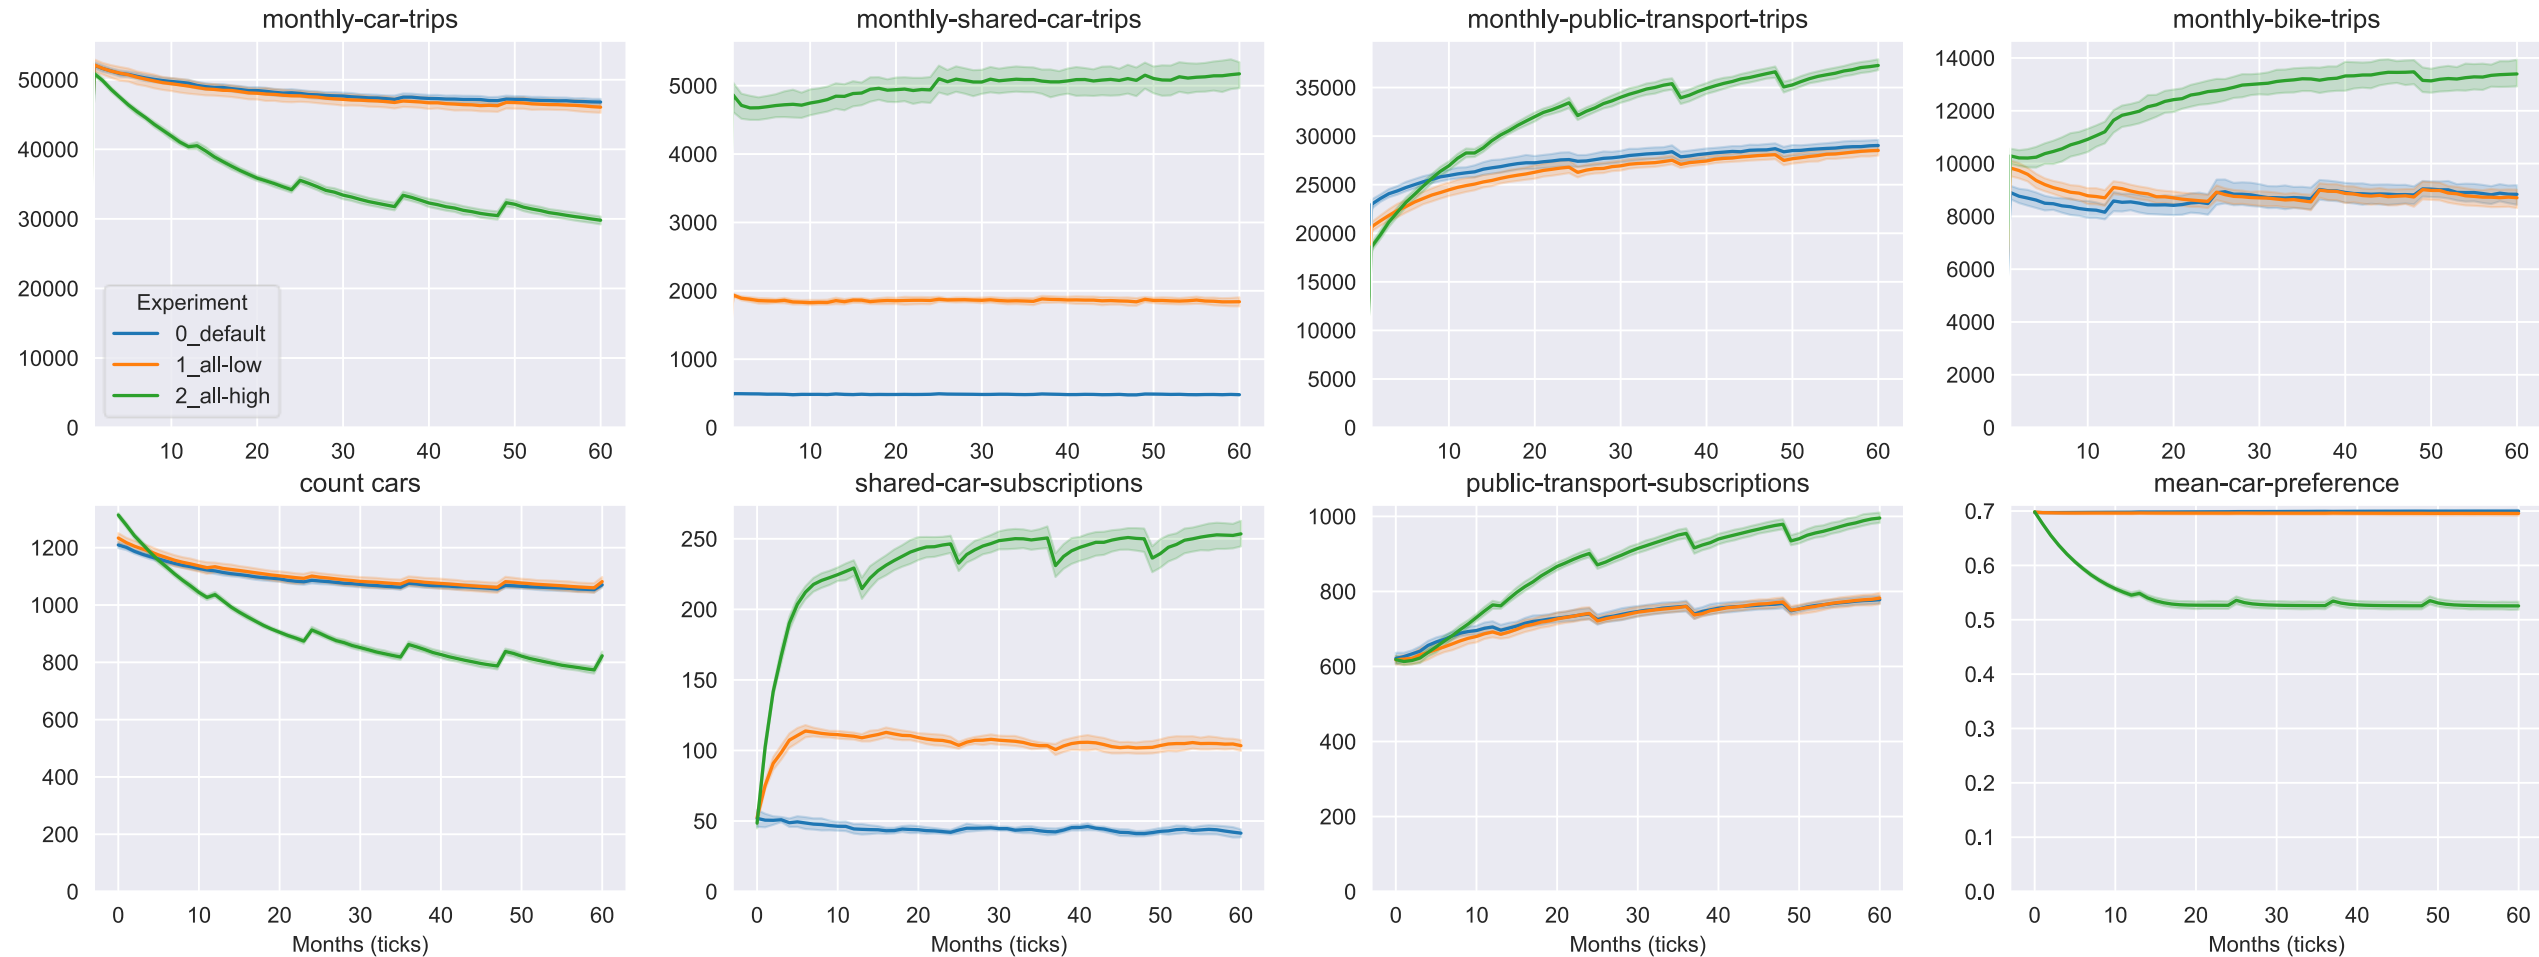 monthly-car-trips
50000
40000
30000
20000
10000
0
10 20 30 40 50 60
Experiment
0_default
1_all-low
2_all-high
monthly-shared-car-trips
5000
4000
3000
2000
1000
0
10 20 30 40 50 60
monthly-public-transport-trips
35000
30000
25000
20000
15000
10000
5000
0
10 20 30 40 50 60
monthly-bike-trips
14000
12000
10000
8000
6000
4000
2000
0
10 20 30 40 50 60
count cars
1200
1000
800
600
400
200
0
0 10 20 30 40 50 60
Months (ticks)
shared-car-subscriptions
250
200
150
100
50
0
0 10 20 30 40 50 60
Months (ticks)
public-transport-subscriptions
1000
800
600
400
200
0
0 10 20 30 40 50 60
Months (ticks)
mean-car-preference
0.7
0.6
0.5
0.4
0.3
0.2
0.1
0.0
0 10 20 30 40 50 60
Months (ticks)